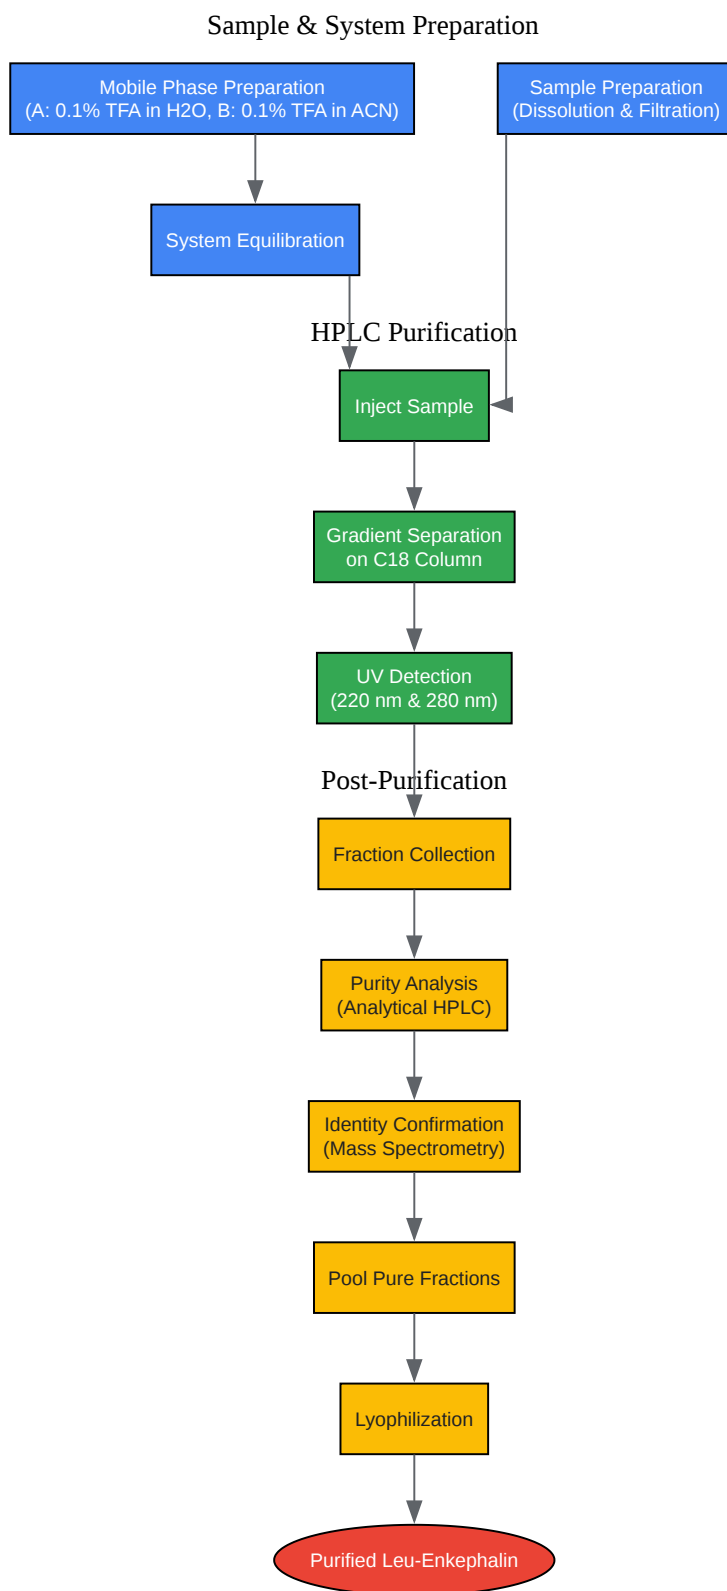 Sample & System Preparation
Mobile Phase Preparation
(A: 0.1% TFA in H2O, B: 0.1% TFA in ACN)
Sample Preparation
(Dissolution & Filtration)
System Equilibration
HPLC Purification
Inject Sample
Gradient Separation
on C18 Column
UV Detection
(220 nm & 280 nm)
Post-Purification
Fraction Collection
Purity Analysis
(Analytical HPLC)
Identity Confirmation
(Mass Spectrometry)
Pool Pure Fractions
Lyophilization
Purified Leu-Enkephalin